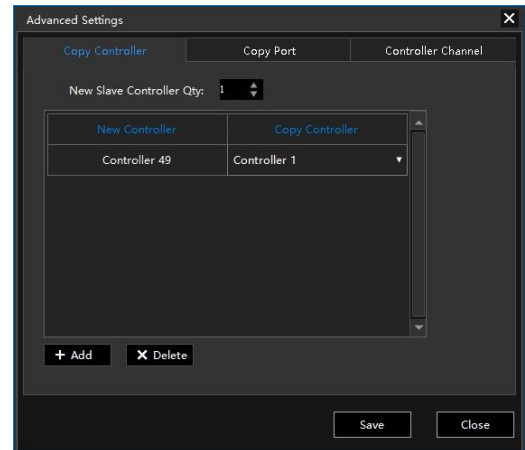 Advanced Settings
Copy Controller Copy Port Controller Channel
New Slave Controller Qty: 1
New Controller Copy Controller
Controller 49 Controller 1
+ Add X Delete
Save Close